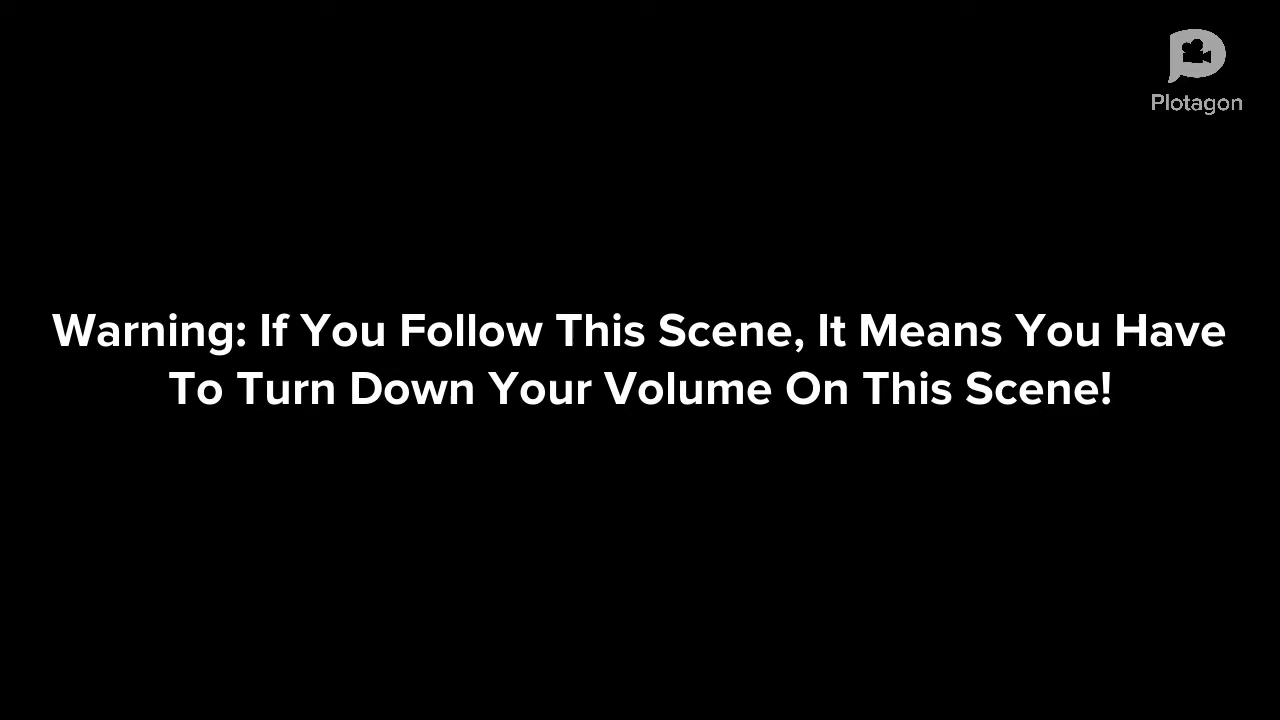 Plotagon
Warning: If You Follow This Scene, It Means You Have
To Turn Down Your Volume On This Scene!